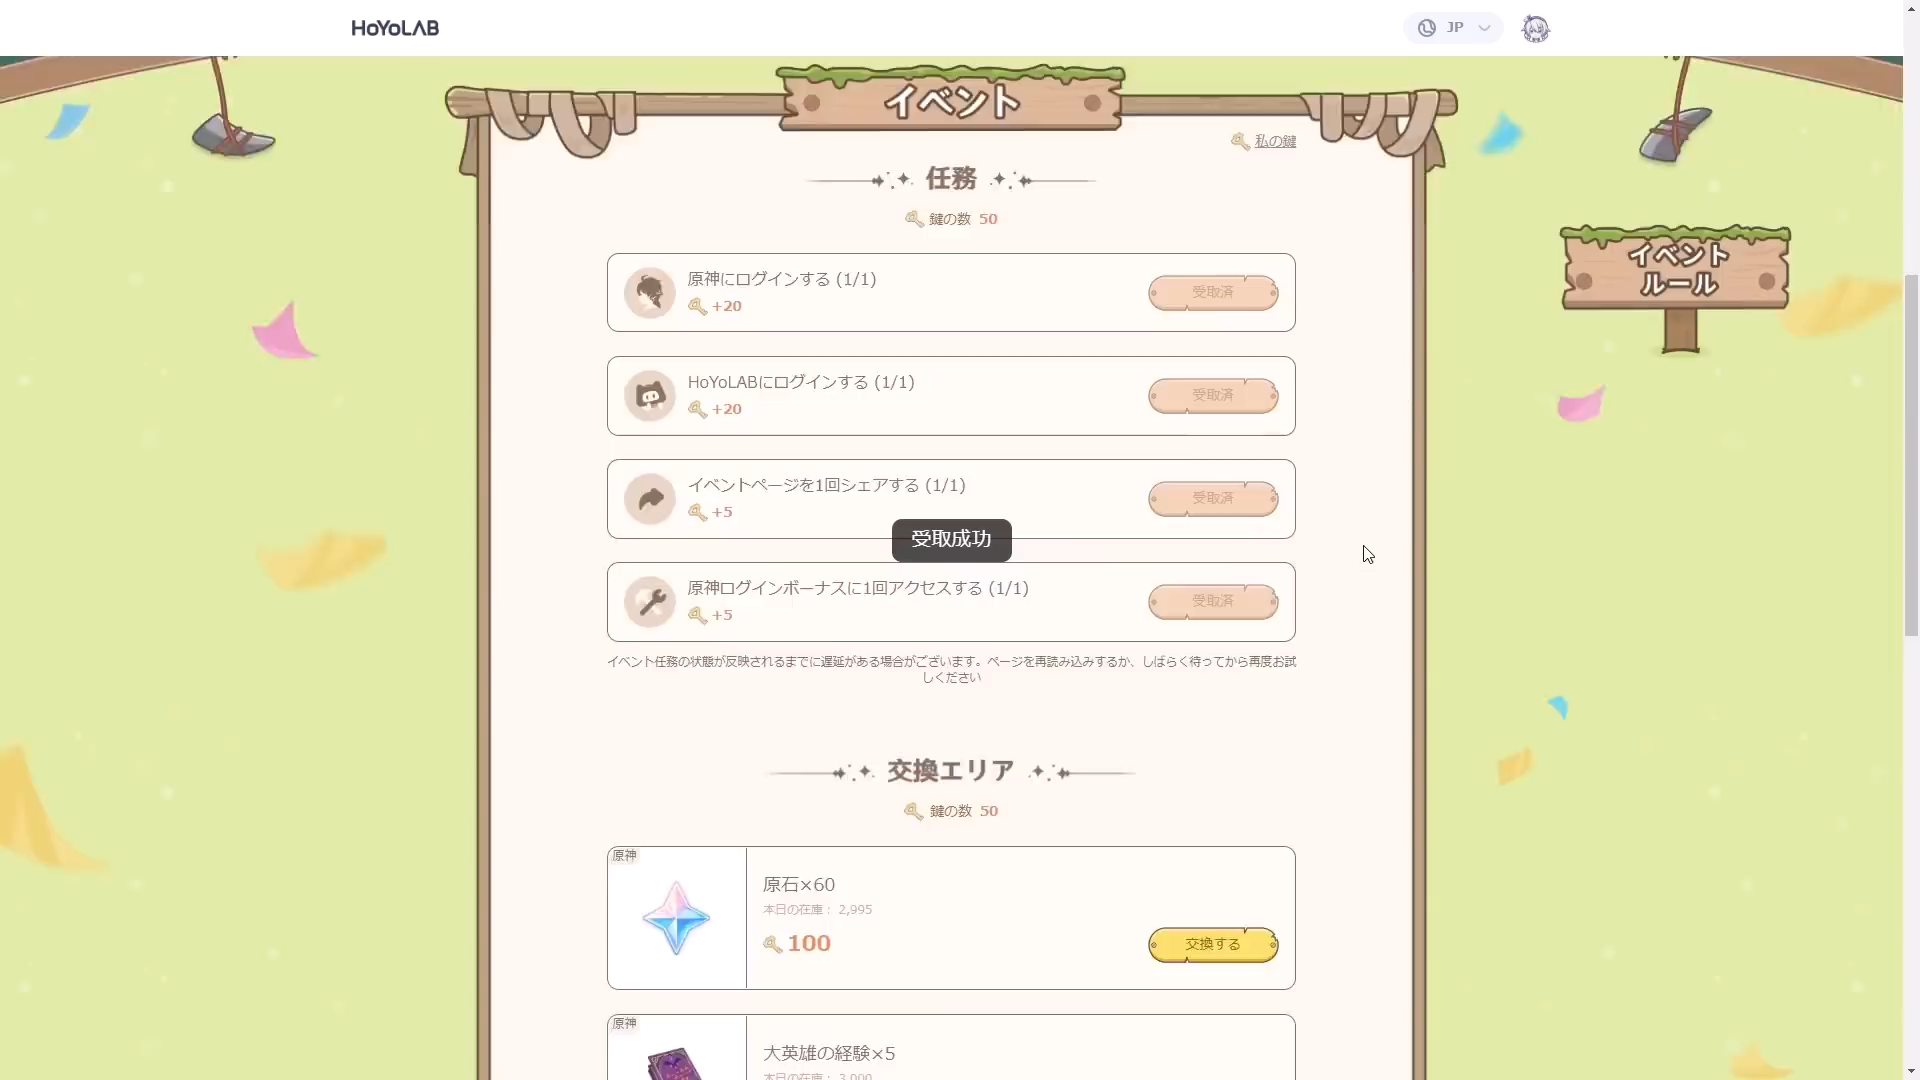 HoYoLAB
JP
イベント
私の鍵
任務
鍵の数 50
原神にログインする (1/1)
+20
受取済
HoYoLABにログインする (1/1)
+20
受取済
イベントページを1回シェアする (1/1)
+5
受取済
受取成功
原神ログインボーナスに1回アクセスする (1/1)
+5
受取済
イベント任務の状態が反映されるまでに遅延がある場合がございます。ページを再読み込みするか、しばらく待ってから再度お試
しください
イベント
ルール
交換エリア
鍵の数 50
原神
原石×60
本日の在庫： 2,995
100
交換する
原神
大英雄の経験×5
本日の在庫： 3,000